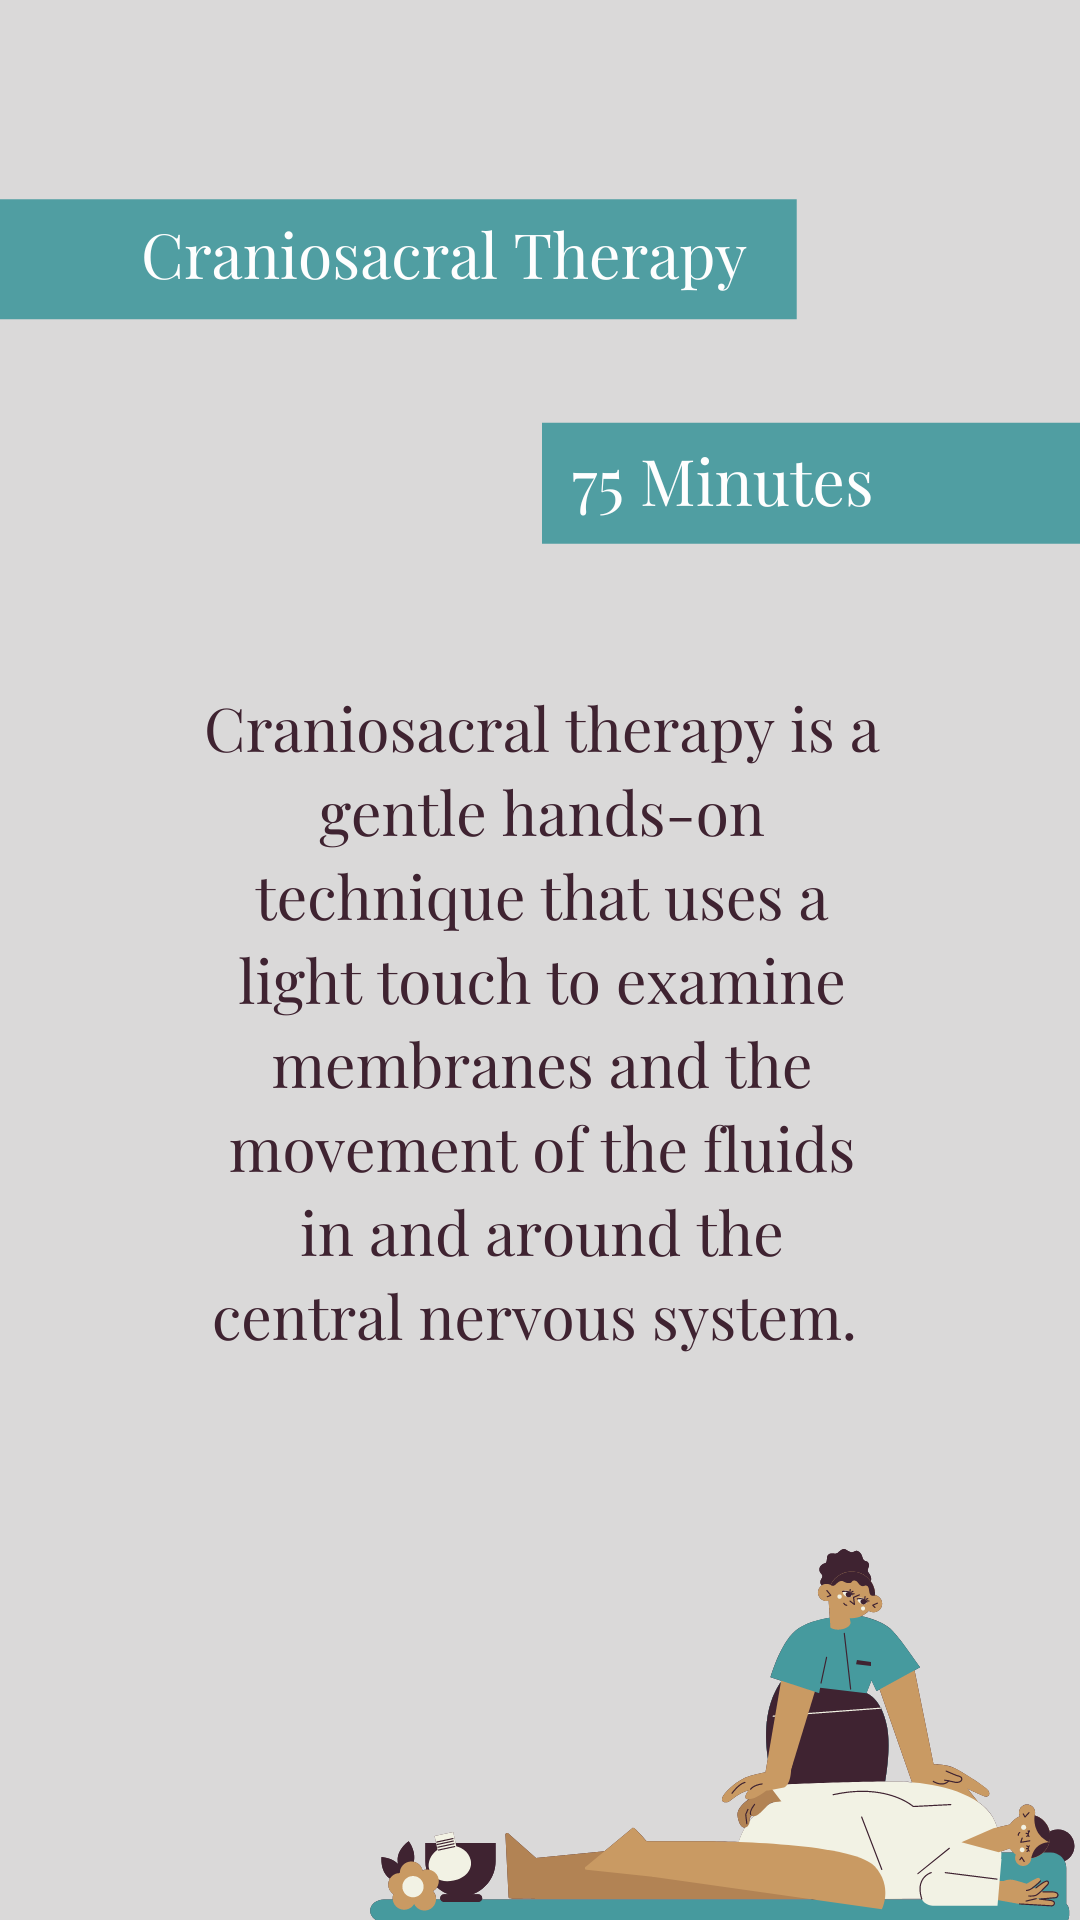 Craniosacral Therapy
75 Minutes
Craniosacral therapy is a
gentle hands-on
technique that uses a
light touch to examine
membranes and the
movement of the fluids
in and around the
central nervous system.